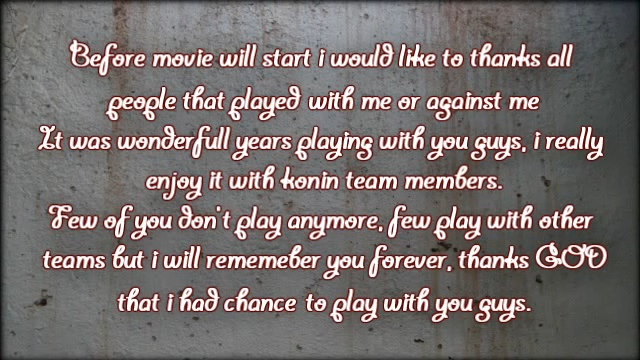 Before movie will start i would like to thanks all
people that played with me or against me
It was wonderfull years playing with you guys, i really
enjoy it with konin team members.
Few of you don't play anymore, few play with other
teams but i will rememeber you forever, thanks GOD
that i had chance to play with you guys.